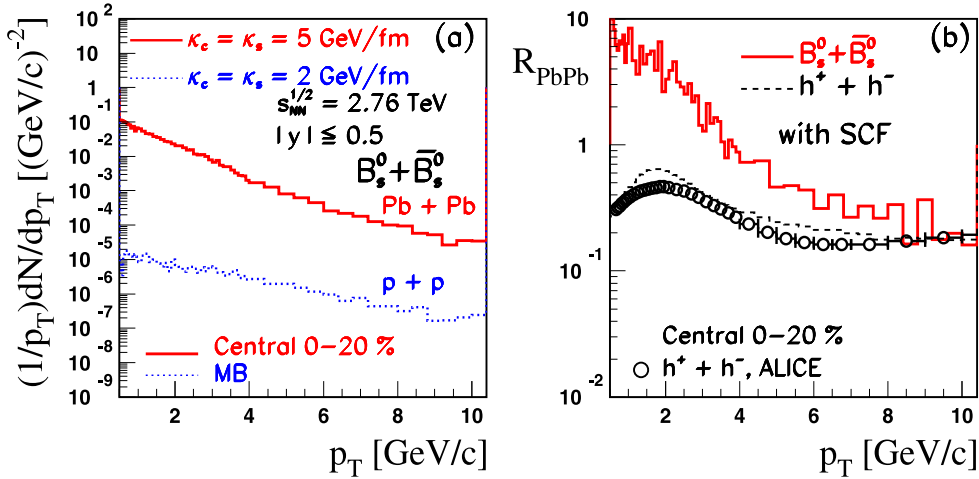 (a)
κc = κs = 5 GeV/fm
κc = κs = 2 GeV/fm
s_NN^1/2 = 2.76 TeV
| y | ≦ 0.5
B_s^0 + B̅_s^0
Pb + Pb
p + p
Central 0−20 %
MB
(1/p_T)dN/dp_T [(GeV/c)^−2]
10^2
10
1
10^-1
10^-2
10^-3
10^-4
10^-5
10^-6
10^-7
10^-8
10^-9
2 4 6 8 10
p_T [GeV/c]
(b)
R_PbPb
B_s^0 + B̅_s^0
h^+ + h^−
with SCF
Central 0−20 %
h^+ + h^−, ALICE
10
1
10^-1
10^-2
2 4 6 8 10
p_T [GeV/c]